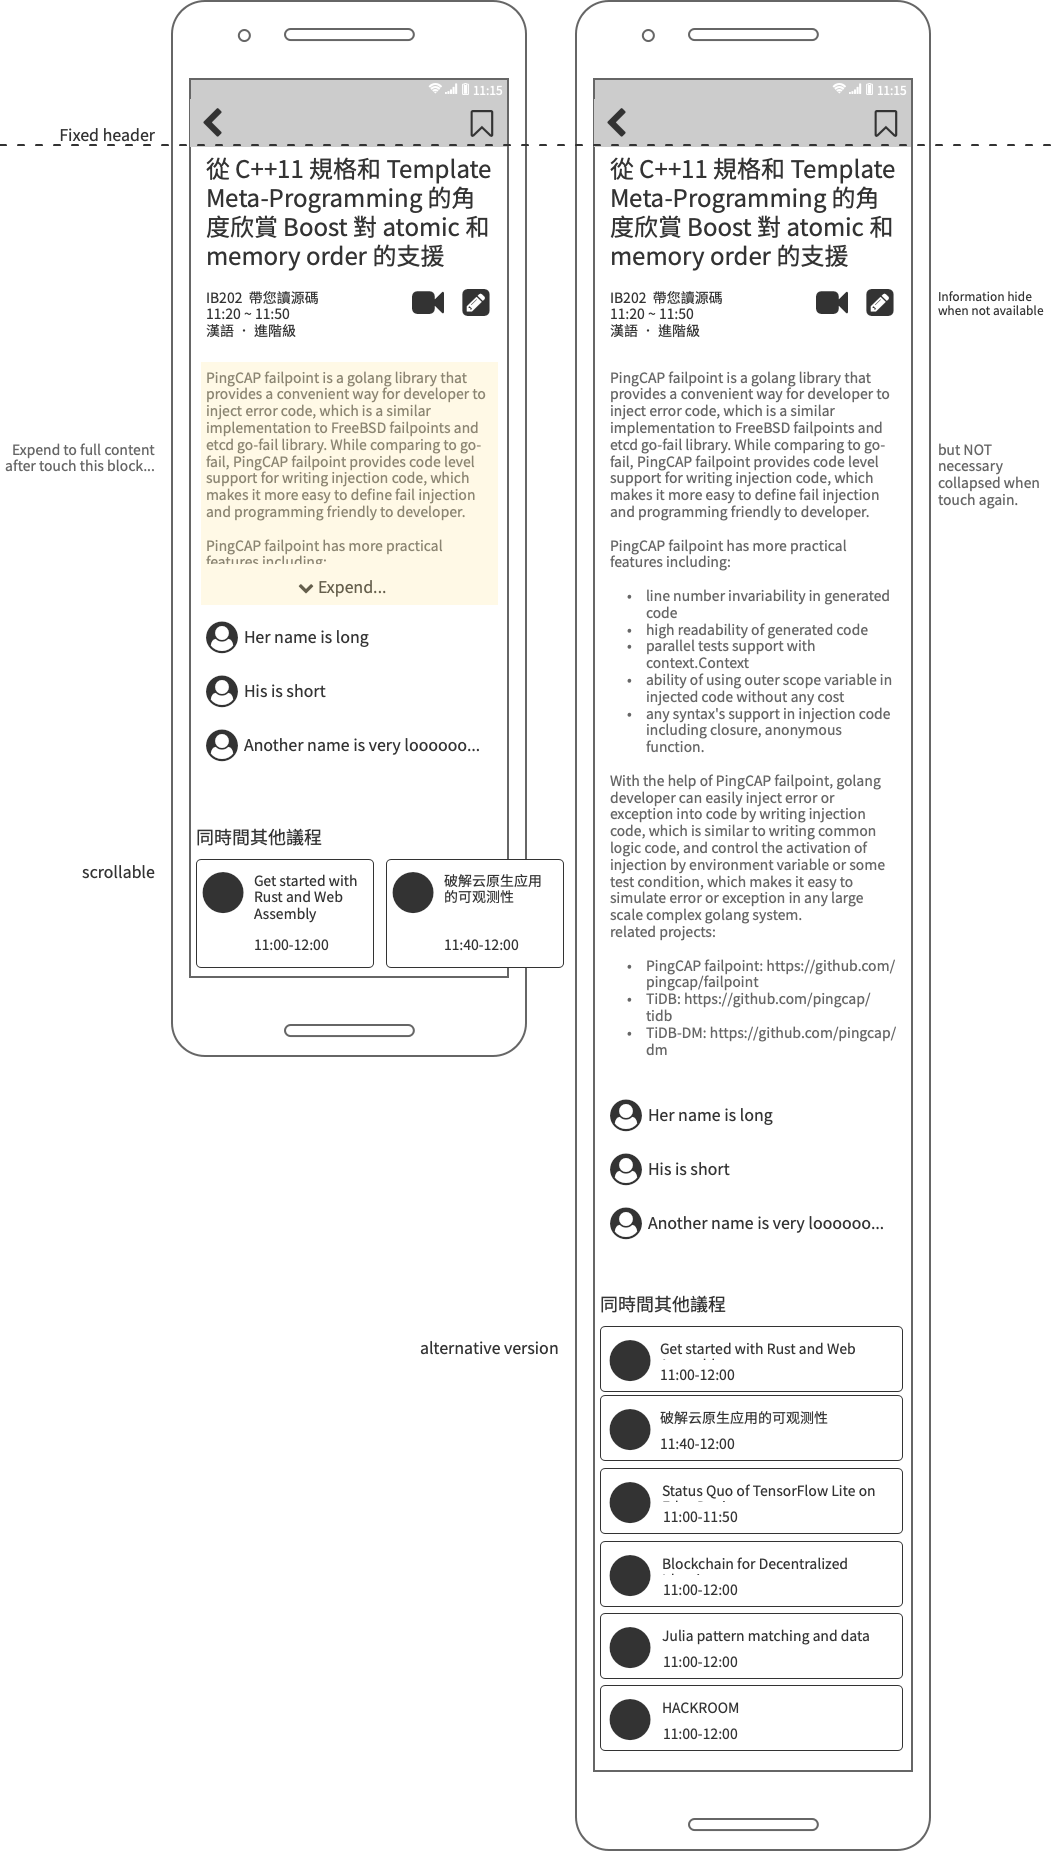 Fixed header
11:15
從 C++11 規格和 Template
Meta-Programming 的角
度欣賞 Boost 對 atomic 和
memory order 的支援
IB202 帶您讀源碼
11:20 ~ 11:50
漢語 · 進階級
Expend to full content
after touch this block...
PingCAP failpoint is a golang library that
provides a convenient way for developer to
inject error code, which is a similar
implementation to FreeBSD failpoints and
etcd go-fail library. While comparing to go-
fail, PingCAP failpoint provides code level
support for writing injection code, which
makes it more easy to define fail injection
and programming friendly to developer.
PingCAP failpoint has more practical
features including:
Expend...
Her name is long
His is short
Another name is very loooooo...
scrollable
同時間其他議程
Get started with
Rust and Web
Assembly
11:00-12:00
破解云原生应用
的可观测性
11:40-12:00
11:15
從 C++11 規格和 Template
Meta-Programming 的角
度欣賞 Boost 對 atomic 和
memory order 的支援
IB202 帶您讀源碼
11:20 ~ 11:50
漢語 · 進階級
Information hide
when not available
PingCAP failpoint is a golang library that
provides a convenient way for developer to
inject error code, which is a similar
implementation to FreeBSD failpoints and
etcd go-fail library. While comparing to go-
fail, PingCAP failpoint provides code level
support for writing injection code, which
makes it more easy to define fail injection
and programming friendly to developer.
but NOT
necessary
collapsed when
touch again.
PingCAP failpoint has more practical
features including:
• line number invariability in generated
code
• high readability of generated code
• parallel tests support with
context.Context
• ability of using outer scope variable in
injected code without any cost
• any syntax's support in injection code
including closure, anonymous
function.
With the help of PingCAP failpoint, golang
developer can easily inject error or
exception into code by writing injection
code, which is similar to writing common
logic code, and control the activation of
injection by environment variable or some
test condition, which makes it easy to
simulate error or exception in any large
scale complex golang system.
related projects:
• PingCAP failpoint: https://github.com/
pingcap/failpoint
• TiDB: https://github.com/pingcap/
tidb
• TiDB-DM: https://github.com/pingcap/
dm
Her name is long
His is short
Another name is very loooooo...
alternative version
同時間其他議程
Get started with Rust and Web
11:00-12:00
破解云原生应用的可观测性
11:40-12:00
Status Quo of TensorFlow Lite on
11:00-11:50
Blockchain for Decentralized
11:00-12:00
Julia pattern matching and data
11:00-12:00
HACKROOM
11:00-12:00